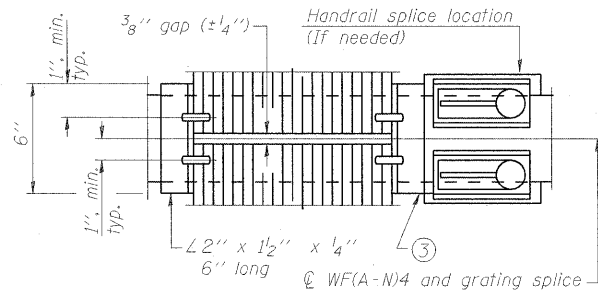 3/8" gap (±1/4")
Handrail splice location
(If needed)
1". min.
typ.
6"
1". min.
typ.
∠2" x 1 1/2" x 1/4"
6" long
3
℄ WF(A-N)4 and grating splice